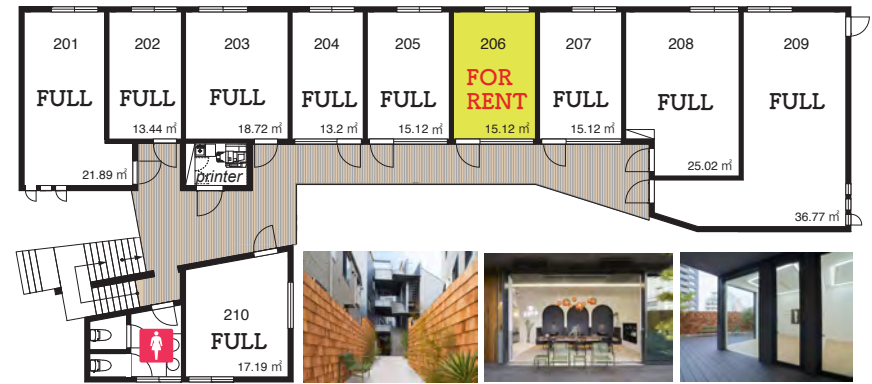 201
FULL
21.89 ㎡
202
FULL
13.44 ㎡
203
FULL
18.72 ㎡
204
FULL
13.2 ㎡
205
FULL
15.12 ㎡
206
FOR
RENT
15.12 ㎡
207
FULL
15.12 ㎡
208
FULL
25.02 ㎡
209
FULL
36.77 ㎡
printer
210
FULL
17.19 ㎡